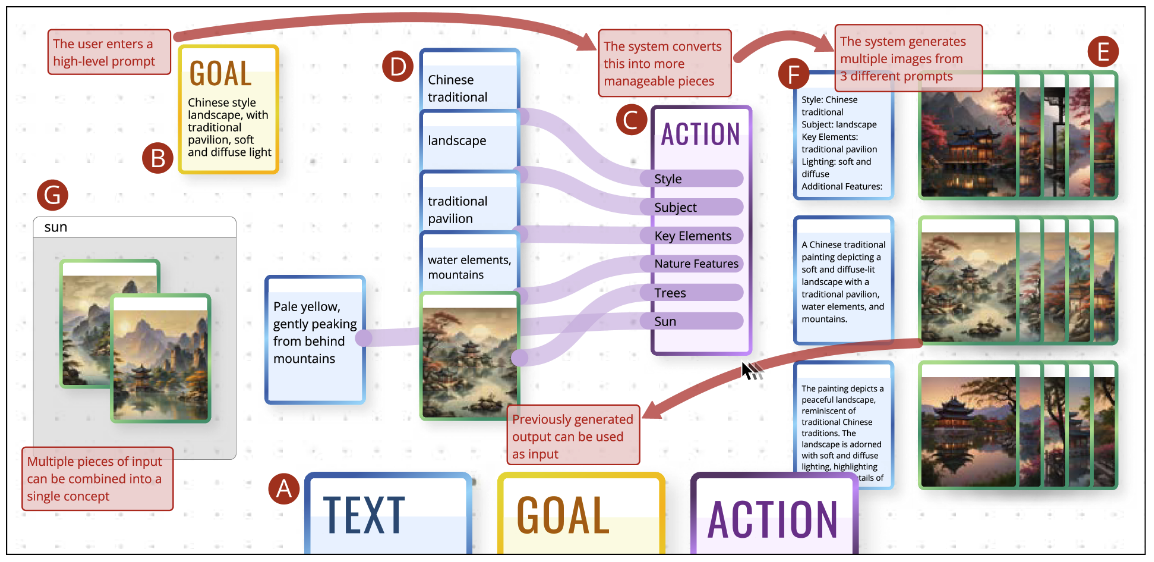 The user enters a
high-level prompt
GOAL
Chinese style
landscape, with
traditional
pavilion, soft
and diffuse light
B
D
Chinese
traditional
landscape
traditional
pavilion
water elements,
mountains
The system converts
this into more
manageable pieces
C
ACTION
Style
Subject
Key Elements
Nature Features
Trees
Sun
The system generates
multiple images from
3 different prompts
E
F
Style: Chinese
traditional
Subject: landscape
Key Elements:
traditional pavilion
Lighting: soft and
diffuse
Additional Features:
A Chinese traditional
painting depicting a
soft and diffuse-lit
landscape with a
traditional pavilion,
water elements, and
mountains.
The painting depicts a
peaceful landscape,
reminiscent of
traditional Chinese
traditions. The
landscape is adorned
with soft and diffuse
lighting, highlighting
tails of
G
sun
Multiple pieces of input
can be combined into a
single concept
Pale yellow,
gently peaking
from behind
mountains
Previously generated
output can be used
as input
A
TEXT
GOAL
ACTION